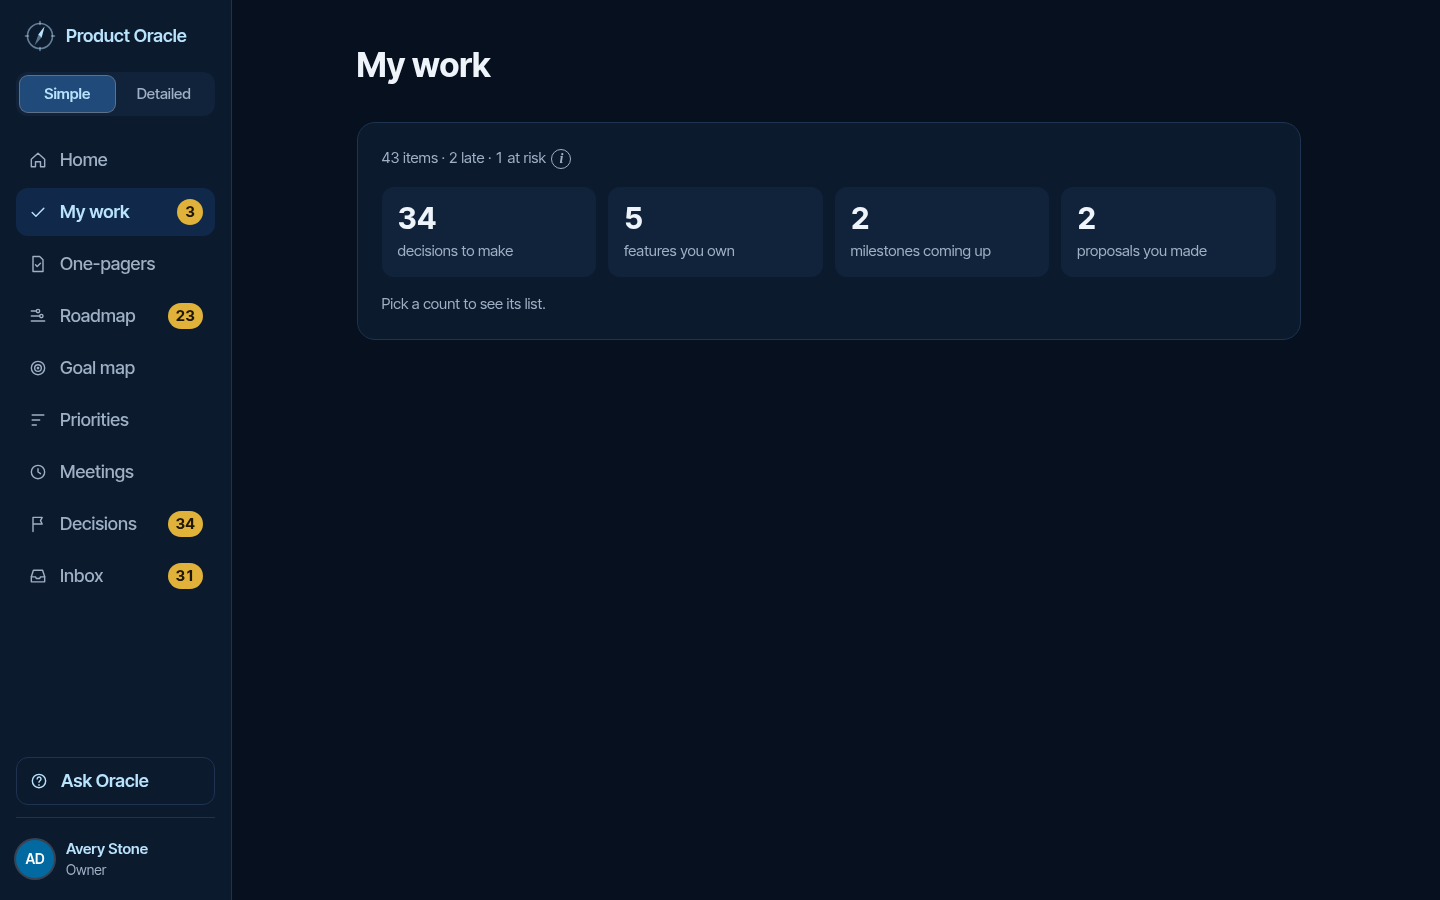 Product Oracle
Simple
Detailed
Home
My work
3
One-pagers
Roadmap
23
Goal map
Priorities
Meetings
Decisions
34
Inbox
31
Ask Oracle
AD
Avery Stone
Owner
My work
43 items · 2 late · 1 at risk i
34
decisions to make
5
features you own
2
milestones coming up
2
proposals you made
Pick a count to see its list.